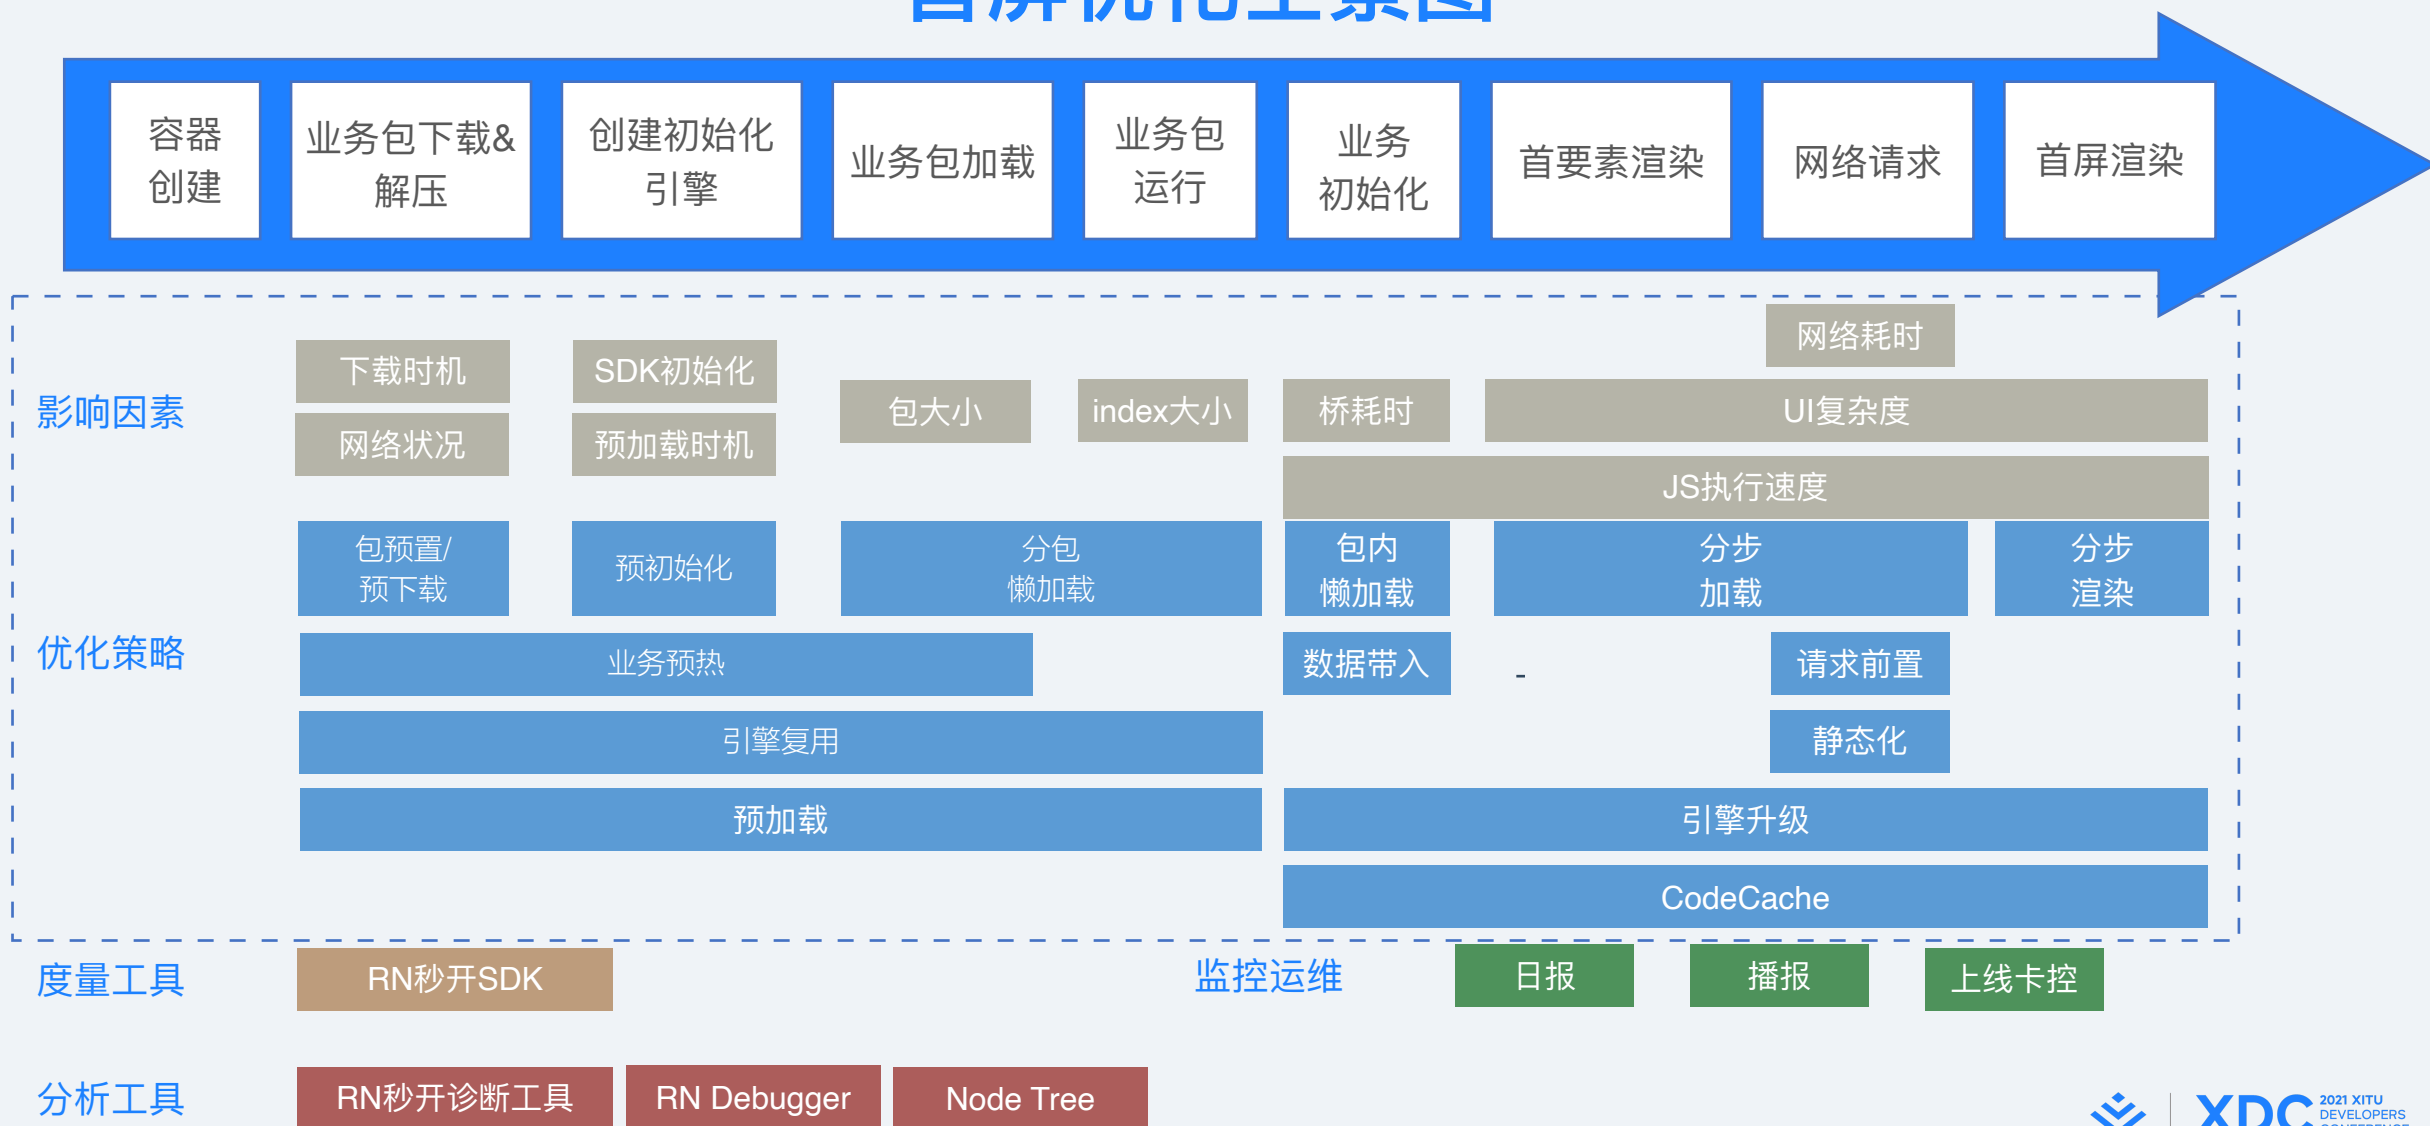 首屏优化全景图
容器
创建
业务包下载&
解压
创建初始化
引擎
业务包加载
业务包
运行
业务
初始化
首要素渲染
网络请求
首屏渲染
影响因素
下载时机
网络状况
SDK初始化
预加载时机
包大小
index大小
桥耗时
网络耗时
UI复杂度
JS执行速度
优化策略
包预置/
预下载
预初始化
分包
懒加载
包内
懒加载
分步
加载
分步
渲染
业务预热
数据带入
-
请求前置
引擎复用
静态化
预加载
引擎升级
CodeCache
度量工具
RN秒开SDK
监控运维
日报
播报
上线卡控
分析工具
RN秒开诊断工具
RN Debugger
Node Tree
XDC
2021 XITU
DEVELOPERS
CONFERENCE